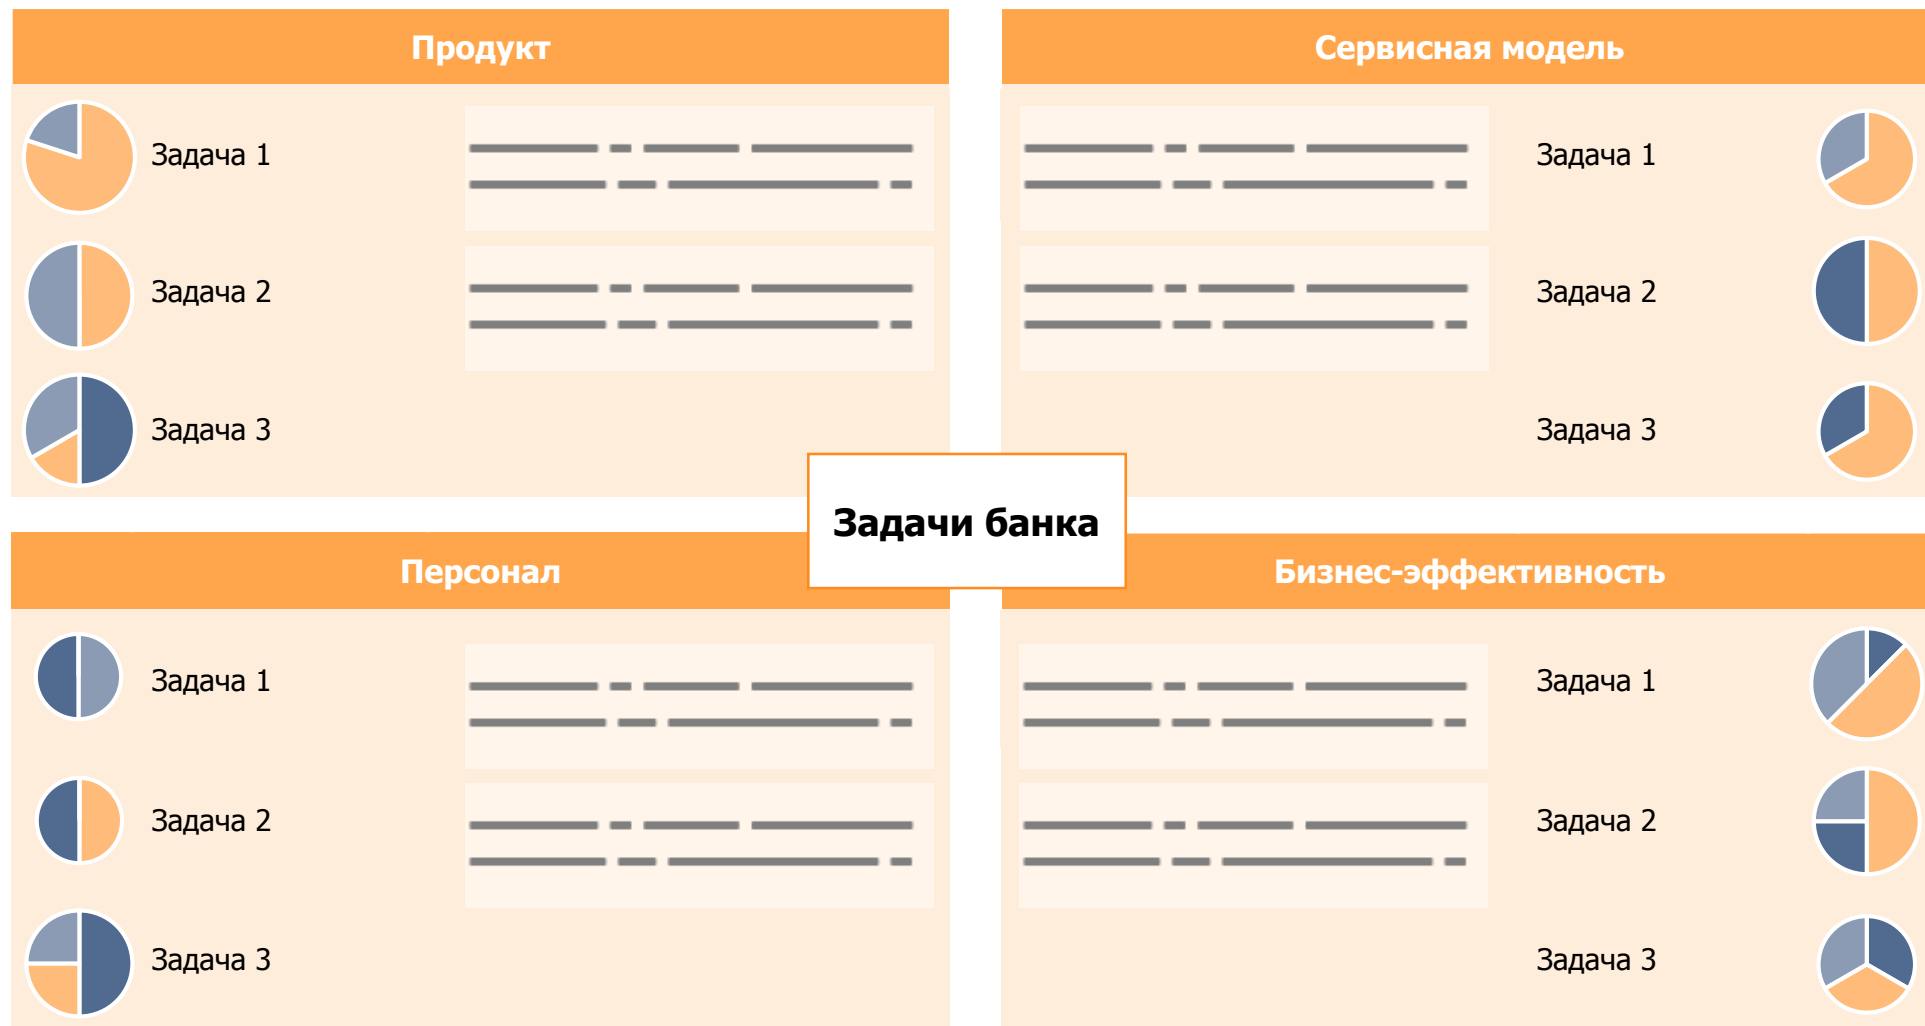 Продукт
Задача 1
Задача 2
Задача 3
Сервисная модель
Задача 1
Задача 2
Задача 3
Задачи банка
Персонал
Задача 1
Задача 2
Задача 3
Бизнес-эффективность
Задача 1
Задача 2
Задача 3